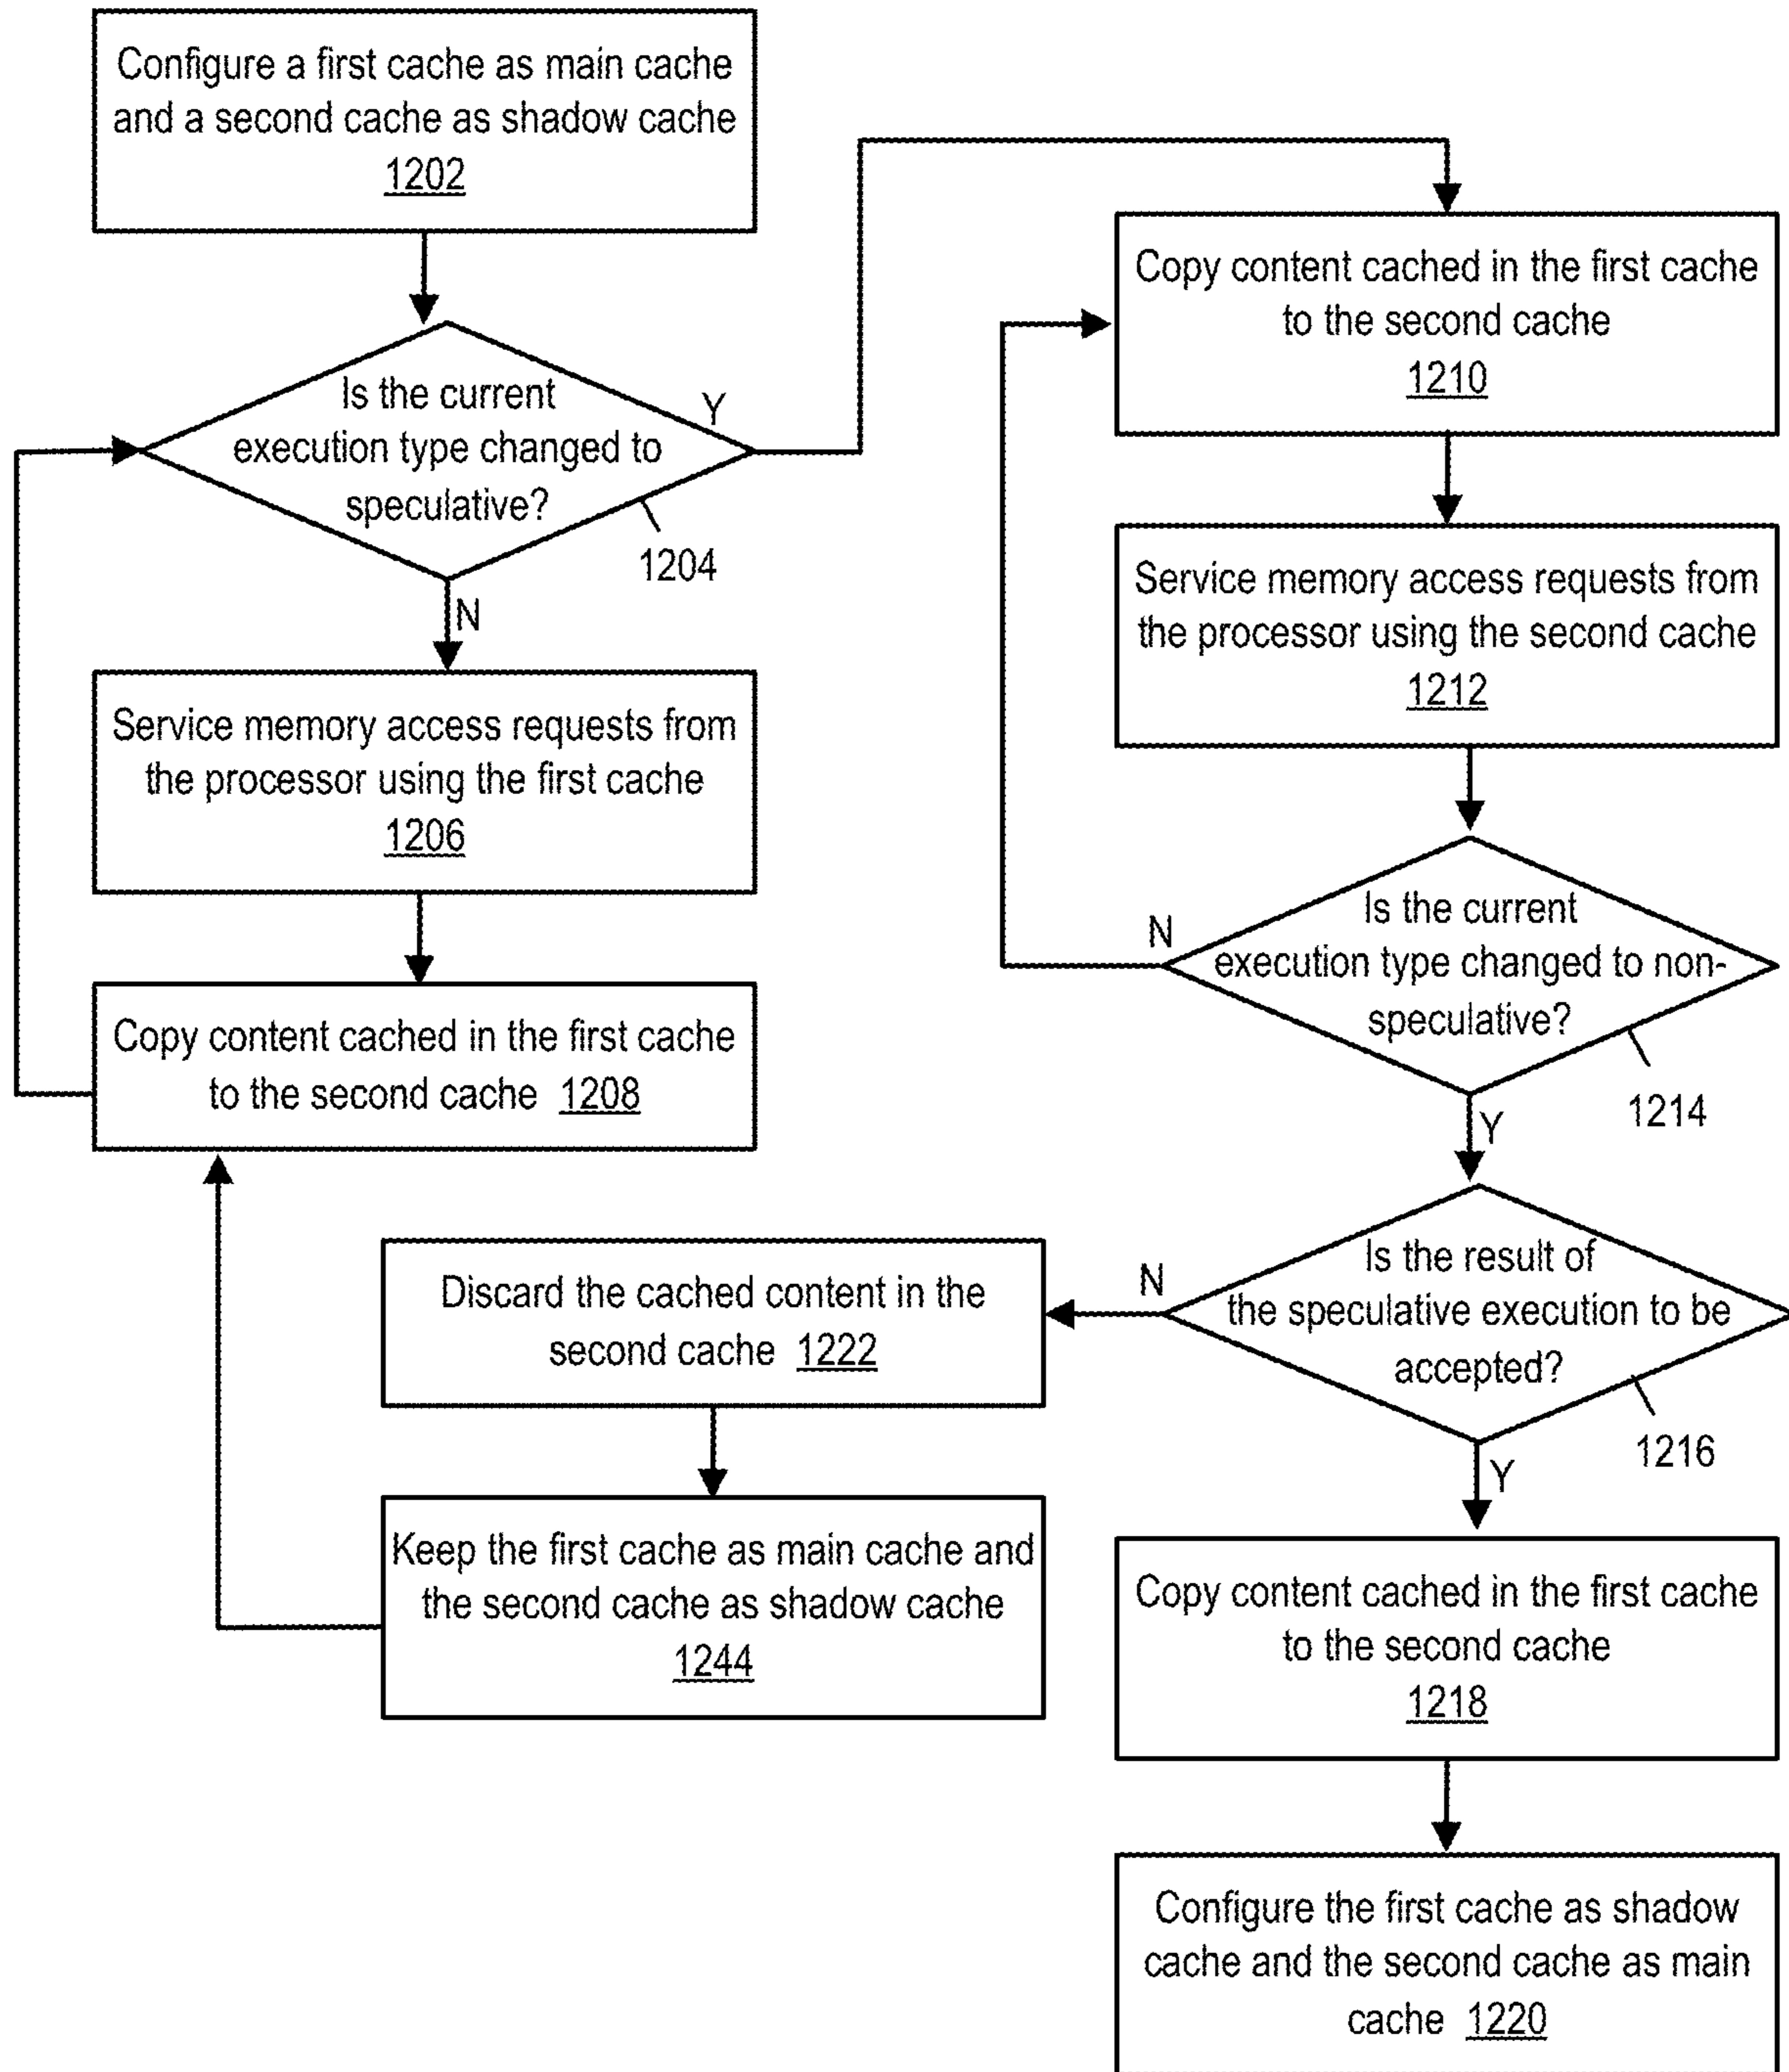 Configure a first cache as main cache
and a second cache as shadow cache
1202
Is the current
execution type changed to
speculative?
Y
1204
N
Service memory access requests from
the processor using the first cache
1206
Copy content cached in the first cache
to the second cache 1208
Copy content cached in the first cache
to the second cache
1210
Service memory access requests from
the processor using the second cache
1212
Is the current
execution type changed to non-
speculative?
N
1214
Y
Is the result of
the speculative execution to be
accepted?
N
1216
Y
Discard the cached content in the
second cache 1222
Keep the first cache as main cache and
the second cache as shadow cache
1244
Copy content cached in the first cache
to the second cache
1218
Configure the first cache as shadow
cache and the second cache as main
cache 1220